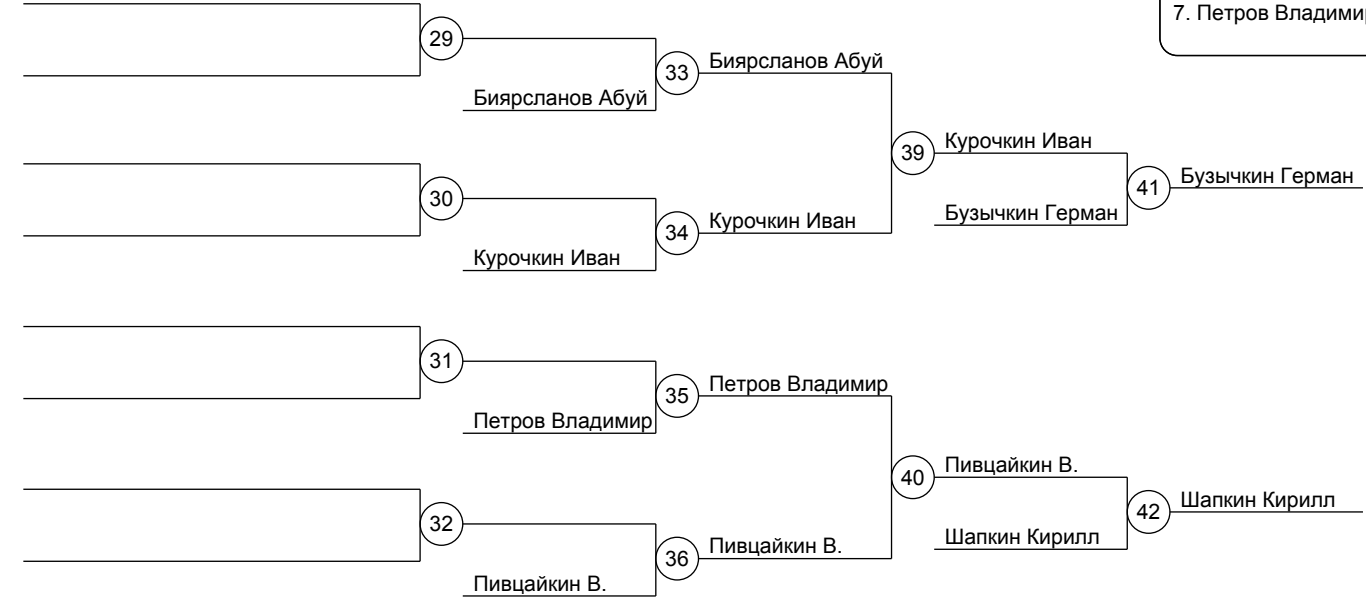 7. Петров Владимир
29
Биярсланов Абуй
33
Биярсланов Абуй
39
Курочкин Иван
41
Бузычкин Герман
30
Бузычкин Герман
34
Курочкин Иван
Курочкин Иван
31
35
Петров Владимир
Петров Владимир
40
Пивцайкин В.
42
Шапкин Кирилл
32
Шапкин Кирилл
36
Пивцайкин В.
Пивцайкин В.